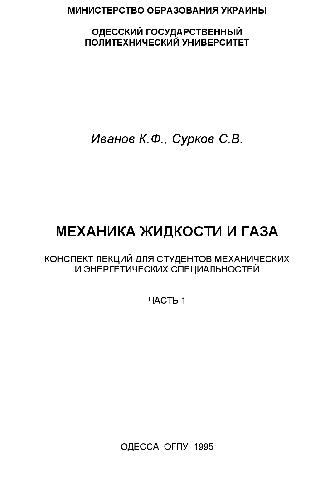 МИНИСТЕРСТВО ОБРАЗОВАНИЯ УКРАИНЫ
ОДЕССКИЙ ГОСУДАРСТВЕННЫЙ
ПОЛИТЕХНИЧЕСКИЙ УНИВЕРСИТЕТ
Иванов К.Ф., Сурков С.В.
МЕХАНИКА ЖИДКОСТИ И ГАЗА
КОНСПЕКТ ЛЕКЦИЙ ДЛЯ СТУДЕНТОВ МЕХАНИЧЕСКИХ
И ЭНЕРГЕТИЧЕСКИХ СПЕЦИАЛЬНОСТЕЙ
ЧАСТЬ 1
ОДЕССА ОГПУ 1995